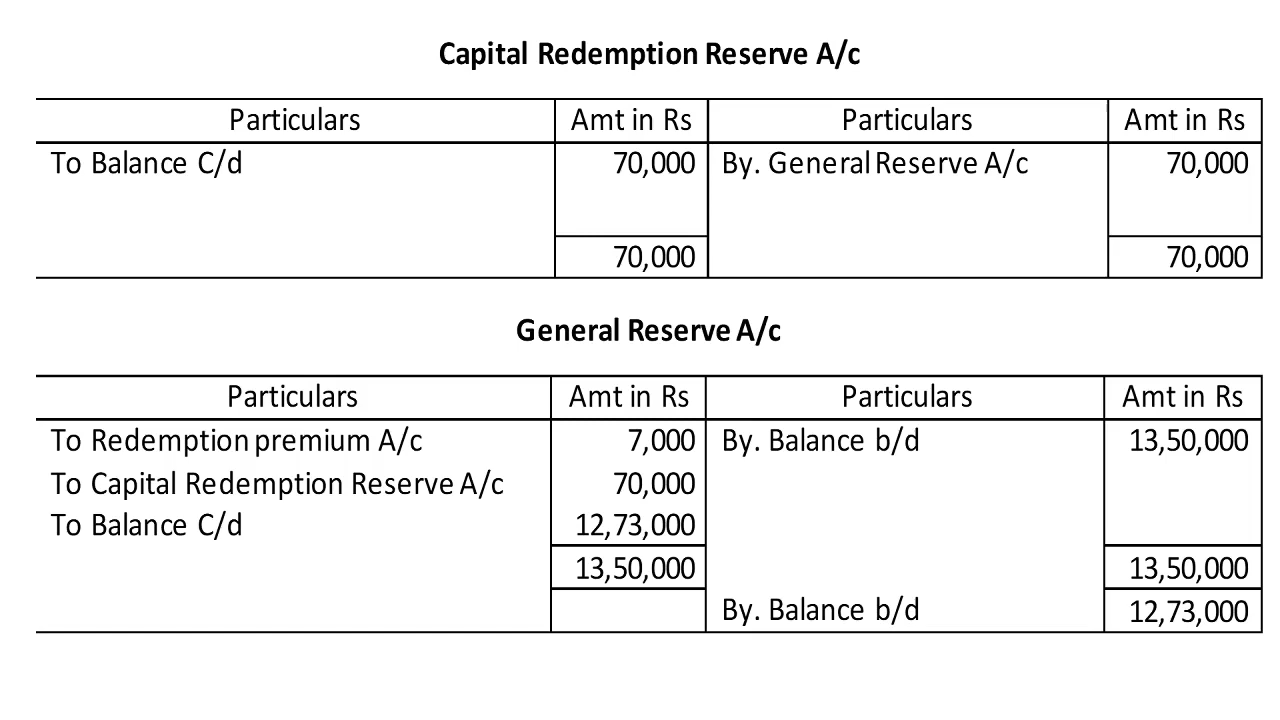 Capital Redemption Reserve A/c
Particulars Amt in Rs Particulars Amt in Rs
To Balance C/d 70,000 By. General Reserve A/c 70,000
70,000 70,000
General Reserve A/c
Particulars Amt in Rs Particulars Amt in Rs
To Redemption premium A/c 7,000 By. Balance b/d 13,50,000
To Capital Redemption Reserve A/c 70,000
To Balance C/d 12,73,000
13,50,000 13,50,000
By. Balance b/d 12,73,000